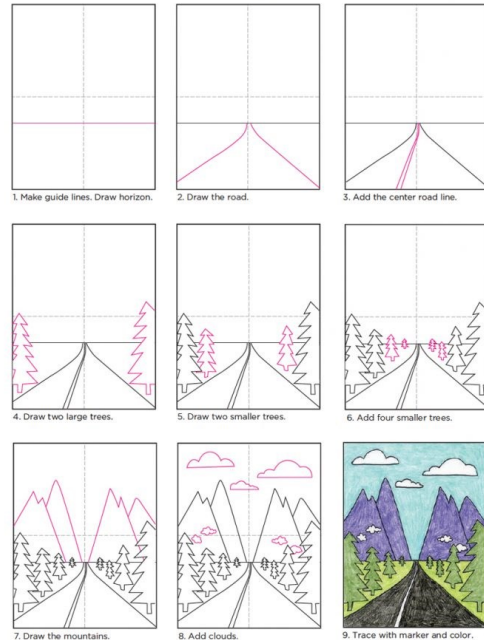 1. Make guide lines. Draw horizon.
2. Draw the road.
3. Add the center road line.
4. Draw two large trees.
5. Draw two smaller trees.
6. Add four smaller trees.
7. Draw the mountains.
8. Add clouds.
9. Trace with marker and color.